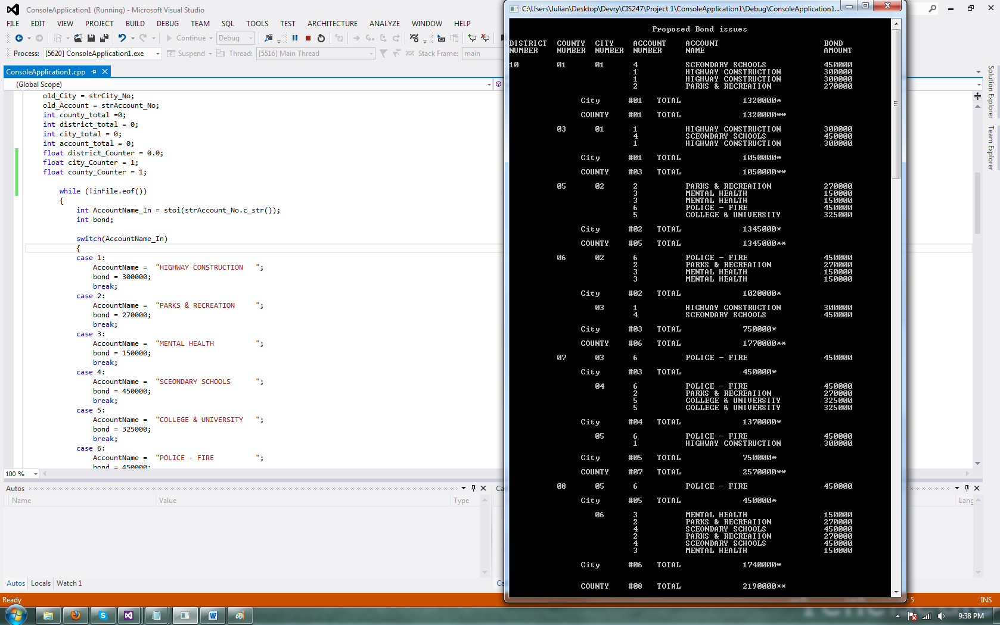 ConsoleApplication1 (Running) - Microsoft Visual Studio
FILE EDIT VIEW PROJECT BUILD DEBUG TEAM SQL TOOLS TEST ARCHITECTURE ANALYZE WINDOW HELP
Continue Debug
Process: [5620] ConsoleApplication1.exe Suspend Thread: [5516] Main Thread Stack Frame: main
ConsoleApplication1.cpp
(Global Scope)
old_City = strCity_No;
old_Account = strAccount_No;
int county_total =0;
int district_total = 0;
int city_total = 0;
int account_total = 0;
float district_Counter = 0.0;
float city_Counter = 1;
float county_Counter = 1;
while (!inFile.eof())
{
int AccountName_In = stoi(strAccount_No.c_str());
int bond;
switch(AccountName_In)
{
case 1:
AccountName = "HIGHWAY CONSTRUCTION   ";
bond = 300000;
break;
case 2:
AccountName = "PARKS & RECREATION     ";
bond = 270000;
break;
case 3:
AccountName = "MENTAL HEALTH          ";
bond = 150000;
break;
case 4:
AccountName = "SCEONDARY SCHOOLS      ";
bond = 450000;
break;
case 5:
AccountName = "COLLEGE & UNIVERSITY   ";
bond = 325000;
break;
case 6:
AccountName = "POLICE - FIRE          ";
bond = 450000;
100 %
Autos
Name Value Type
Autos Locals Watch 1
Ca
Lang
Ca
Ready
5 INS
Solution Explorer
Team Explorer
C:\Users\Julian\Desktop\Devry\CIS247\Project 1\ConsoleApplication1\Debug\ConsoleApplication1...
Proposed Bond issues
DISTRICT COUNTY CITY ACCOUNT ACCOUNT BOND
NUMBER NUMBER NUMBER NUMBER NAME AMOUNT
10 01 01 4 SCEONDARY SCHOOLS 450000
1 HIGHWAY CONSTRUCTION 300000
1 HIGHWAY CONSTRUCTION 300000
2 PARKS & RECREATION 270000
City #01 TOTAL 1320000*
COUNTY #01 TOTAL 1320000**
03 01 1 HIGHWAY CONSTRUCTION 300000
4 SCEONDARY SCHOOLS 450000
1 HIGHWAY CONSTRUCTION 300000
City #01 TOTAL 1050000*
COUNTY #03 TOTAL 1050000**
05 02 2 PARKS & RECREATION 270000
3 MENTAL HEALTH 150000
3 MENTAL HEALTH 150000
6 POLICE - FIRE 450000
5 COLLEGE & UNIVERSITY 325000
City #02 TOTAL 1345000*
COUNTY #05 TOTAL 1345000**
06 02 6 POLICE - FIRE 450000
2 PARKS & RECREATION 270000
3 MENTAL HEALTH 150000
3 MENTAL HEALTH 150000
City #02 TOTAL 1020000*
03 1 HIGHWAY CONSTRUCTION 300000
4 SCEONDARY SCHOOLS 450000
City #03 TOTAL 750000*
COUNTY #06 TOTAL 1770000**
07 03 6 POLICE - FIRE 450000
City #03 TOTAL 450000*
04 6 POLICE - FIRE 450000
2 PARKS & RECREATION 270000
5 COLLEGE & UNIVERSITY 325000
5 COLLEGE & UNIVERSITY 325000
City #04 TOTAL 1370000*
05 6 POLICE - FIRE 450000
1 HIGHWAY CONSTRUCTION 300000
City #05 TOTAL 750000*
COUNTY #07 TOTAL 2570000**
08 05 6 POLICE - FIRE 450000
City #05 TOTAL 450000*
06 3 MENTAL HEALTH 150000
2 PARKS & RECREATION 270000
4 SCEONDARY SCHOOLS 450000
2 PARKS & RECREATION 270000
4 SCEONDARY SCHOOLS 450000
3 MENTAL HEALTH 150000
City #06 TOTAL 1740000*
COUNTY #08 TOTAL 2190000**
9:38 PM